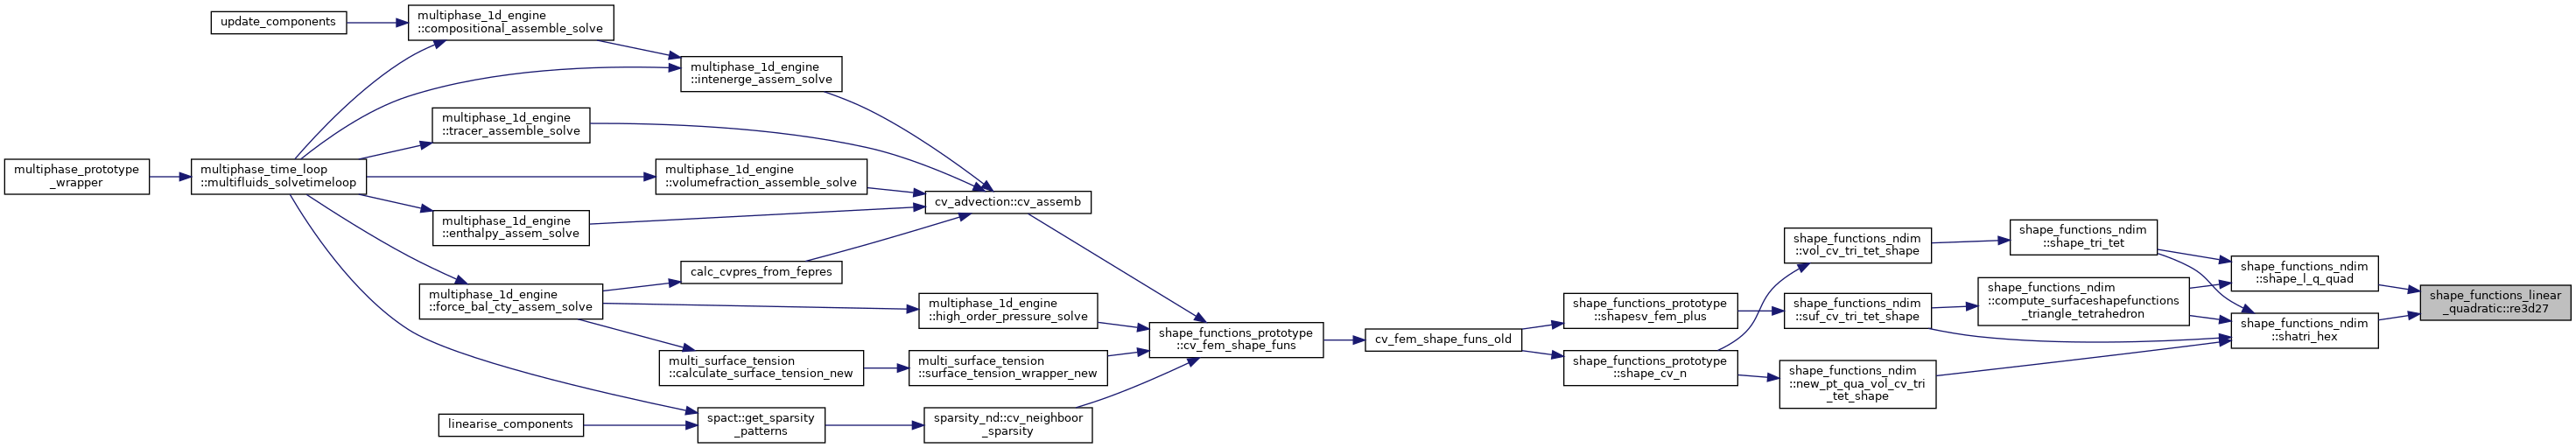 update_components
multiphase_1d_engine
::compositional_assemble_solve
multiphase_1d_engine
::intenerge_assem_solve
multiphase_1d_engine
::tracer_assemble_solve
multiphase_prototype
_wrapper
multiphase_time_loop
::multifluids_solvetimeloop
multiphase_1d_engine
::volumefraction_assemble_solve
cv_advection::cv_assemb
multiphase_1d_engine
::enthalpy_assem_solve
calc_cvpres_from_fepres
multiphase_1d_engine
::force_bal_cty_assem_solve
multiphase_1d_engine
::high_order_pressure_solve
multi_surface_tension
::calculate_surface_tension_new
multi_surface_tension
::surface_tension_wrapper_new
shape_functions_prototype
::cv_fem_shape_funs
linearise_components
spact::get_sparsity
_patterns
sparsity_nd::cv_neighboor
_sparsity
cv_fem_shape_funs_old
shape_functions_prototype
::shapesv_fem_plus
shape_functions_prototype
::shape_cv_n
shape_functions_ndim
::vol_cv_tri_tet_shape
shape_functions_ndim
::suf_cv_tri_tet_shape
shape_functions_ndim
::new_pt_qua_vol_cv_tri
_tet_shape
shape_functions_ndim
::shape_tri_tet
shape_functions_ndim
::compute_surfaceshapefunctions
_triangle_tetrahedron
shape_functions_ndim
::shape_l_q_quad
shape_functions_ndim
::shatri_hex
shape_functions_linear
_quadratic::re3d27